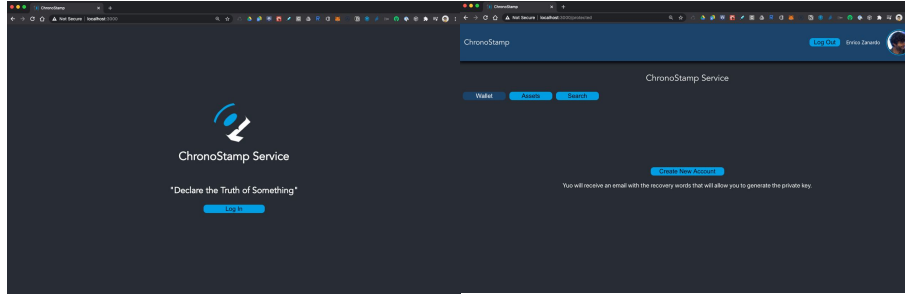 ChronoStamp
Not Secure | localhost:3000
ChronoStamp Service
"Declare the Truth of Something"
Log In
ChronoStamp
Not Secure | localhost:3000/protected
ChronoStamp
Log Out
Enrico Zanardo
ChronoStamp Service
Wallet
Assets
Search
Create New Account
Yuo will receive an email with the recovery words that will allow you to generate the private key.